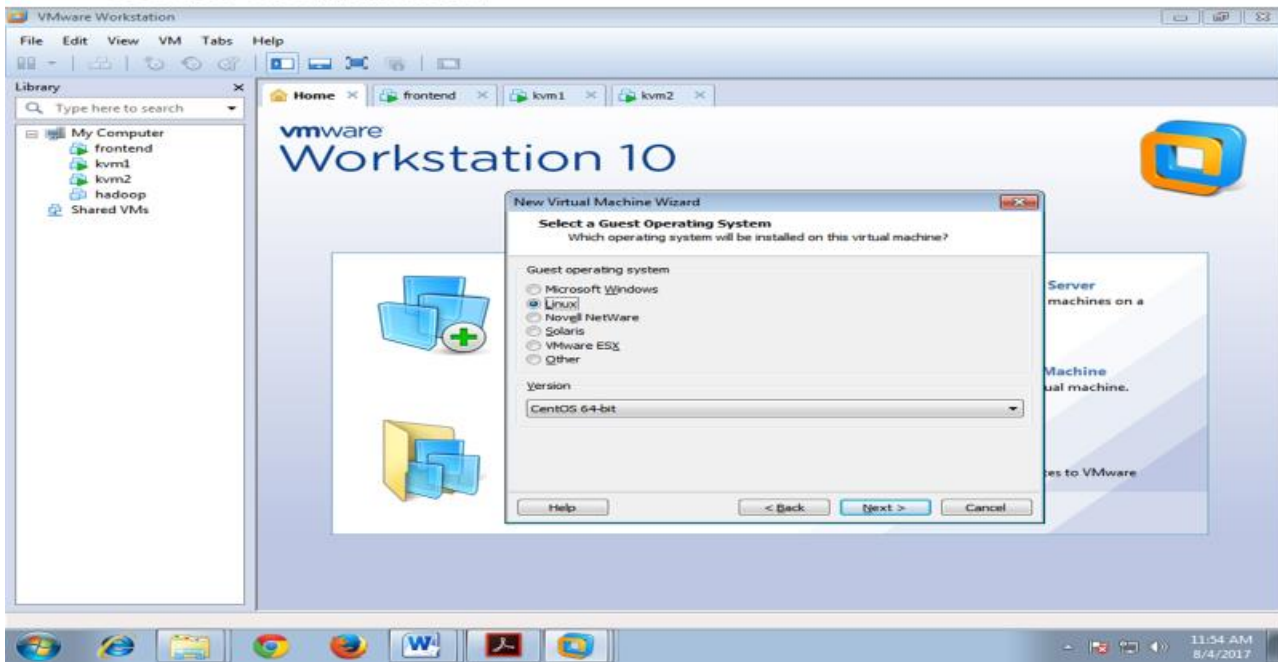 VMware Workstation
File Edit View VM Tabs Help
Library
Type here to search
My Computer
frontend
kvm1
kvm2
hadoop
Shared VMs
Home
frontend
kvm1
kvm2
vmware
Workstation 10
New Virtual Machine Wizard
Select a Guest Operating System
Which operating system will be installed on this virtual machine?
Guest operating system
Microsoft Windows
Linux
Novell NetWare
Solaris
VMware ESX
Other
Version
CentOS 64-bit
Help
< Back
Next >
Cancel
Server
machines on a
Machine
ual machine.
es to VMware
11:54 AM
8/4/2017